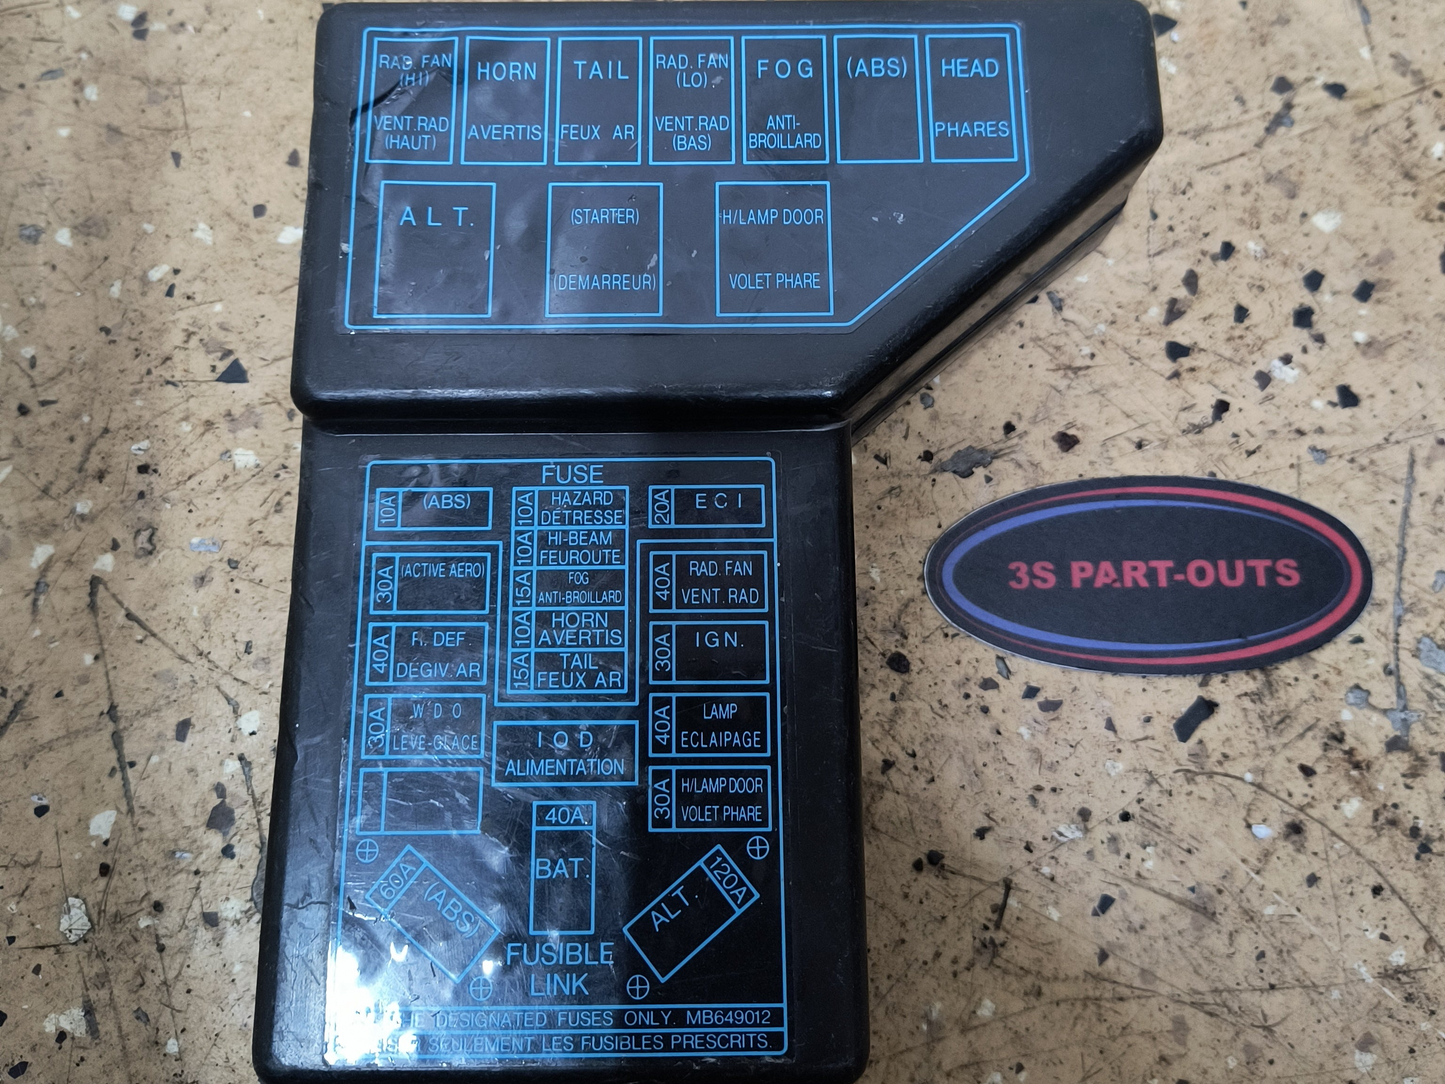 RAD. FAN
(HI)
VENT.RAD
(HAUT)
HORN
AVERTIS
TAIL
FEUX AR
RAD. FAN
(LO)
VENT.RAD
(BAS)
FOG
ANTI-
BROILLARD
(ABS)
HEAD
PHARES
ALT.
(STARTER)
(DEMARREUR)
H/LAMP DOOR
VOLET PHARE
FUSE
10A
(ABS)
30A
(ACTIVE AERO)
40A
R. DEF
DEGIV. AR
30A
WDO
LEVE-GLACE
10A
HAZARD
DETRESSE
10A
HI-BEAM
FEUROUTE
15A
FOG
ANTI-BROILLARD
10A
HORN
AVERTIS
15A
TAIL
FEUX AR
IOD
ALIMENTATION
20A
ECI
40A
RAD. FAN
VENT. RAD
30A
IGN.
40A
LAMP
ECLAIPAGE
30A
H/LAMP DOOR
VOLET PHARE
40A
BAT.
60A
(ABS)
120A
ALT.
FUSIBLE
LINK
DESIGNATED FUSES ONLY. MB649012
SEULEMENT LES FUSIBLES PRESCRITS.
3S PART-OUTS